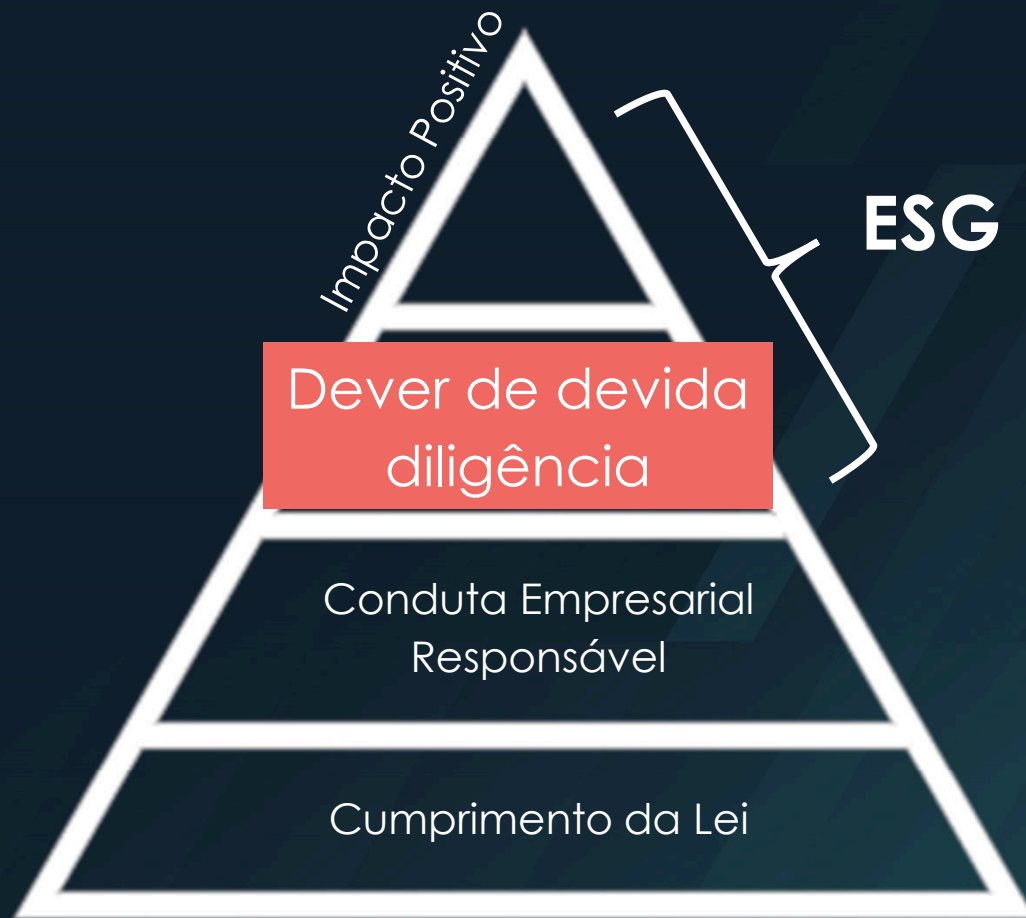 Impacto Positivo
ESG
Dever de devida
diligência
Conduta Empresarial
Responsável
Cumprimento da Lei